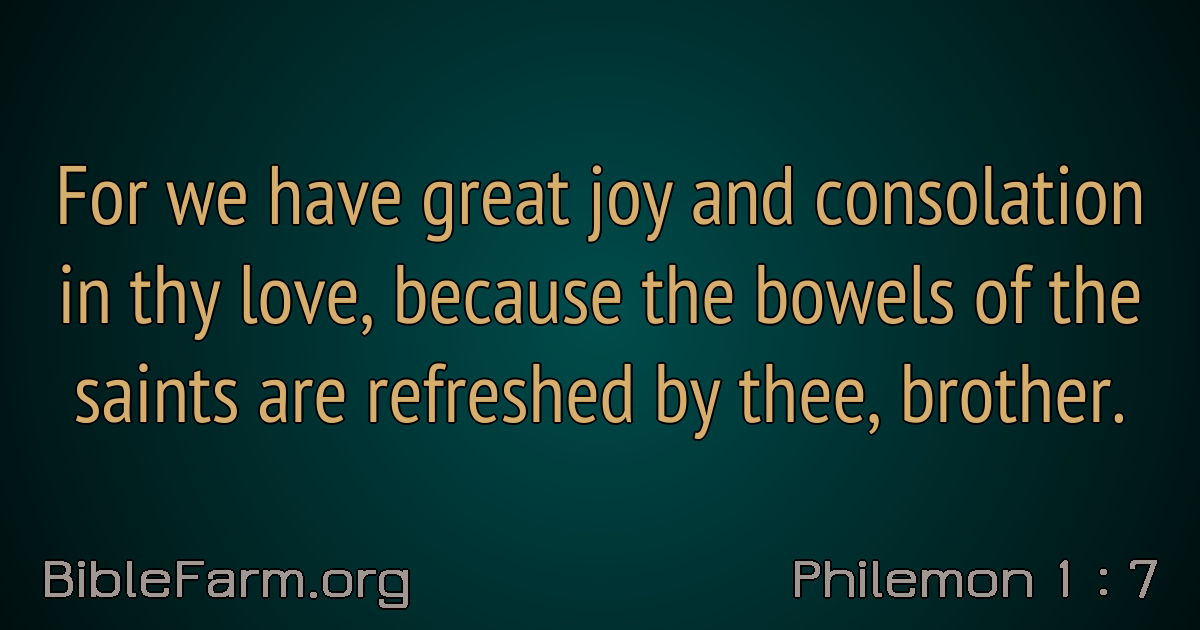 For we have great joy and consolation
in thy love, because the bowels of the
saints are refreshed by thee, brother.
BibleFarm.org
Philemon 1 : 7